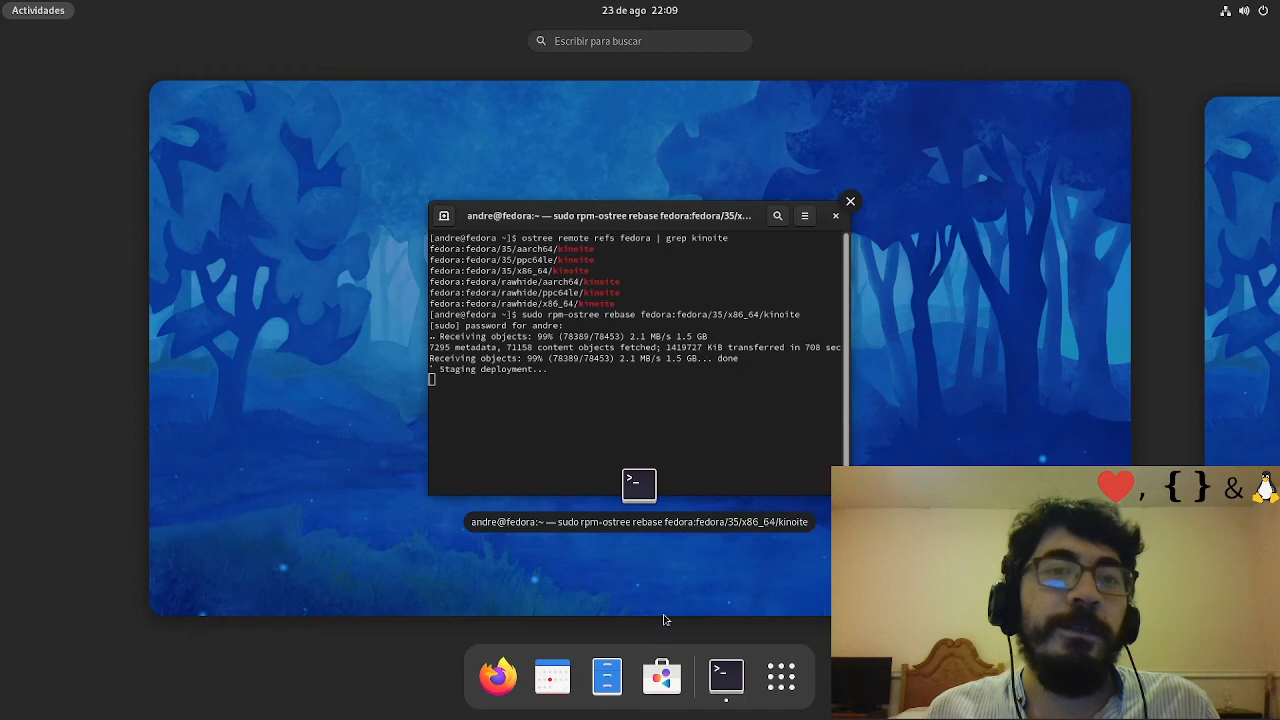 Actividades
23 de ago 22:09
Escribir para buscar
andre@fedora:~ — sudo rpm-ostree rebase fedora:fedora/35/x...
[andre@fedora ~]$ ostree remote refs fedora | grep kinoite
fedora:fedora/35/aarch64/kinoite
fedora:fedora/35/ppc64le/kinoite
fedora:fedora/35/x86_64/kinoite
fedora:fedora/rawhide/aarch64/kinoite
fedora:fedora/rawhide/ppc64le/kinoite
fedora:fedora/rawhide/x86_64/kinoite
[andre@fedora ~]$ sudo rpm-ostree rebase fedora:fedora/35/x86_64/kinoite
[sudo] password for andre:
⠤ Receiving objects: 99% (78389/78453) 2.1 MB/s 1.5 GB
7295 metadata, 71158 content objects fetched; 1419727 KiB transferred in 708 sec
Receiving objects: 99% (78389/78453) 2.1 MB/s 1.5 GB... done
⠁ Staging deployment...
>_
andre@fedora:~ — sudo rpm-ostree rebase fedora:fedora/35/x86_64/kinoite
❤️, { } & 🐧
>_